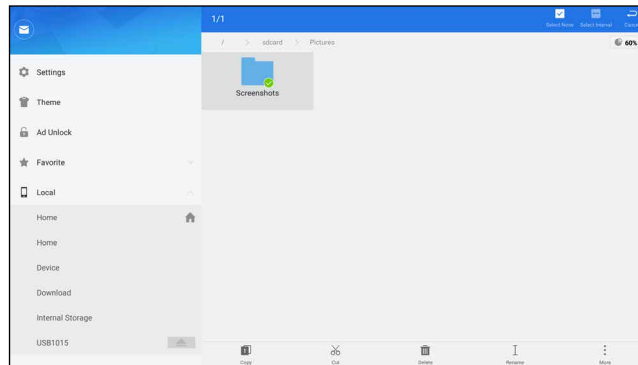 1/1
Select None Select Interval Close
/ > sdcard > Pictures
60%
Settings
Theme
Ad Unlock
Favorite
Local
Home
Home
Device
Download
Internal Storage
USB1015
Screenshots
Copy Cut Delete Rename More